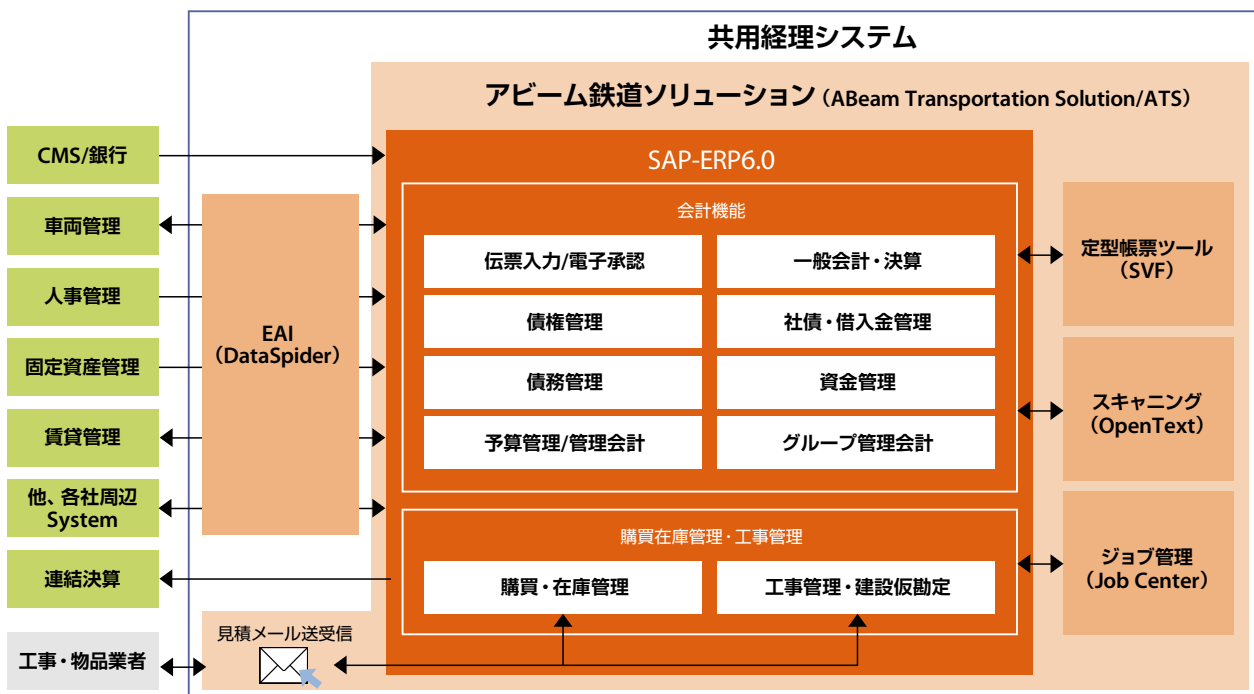 共用経理システム
アビーム鉄道ソリューション（ABeam Transportation Solution/ATS）
CMS/銀行
車両管理
人事管理
固定資産管理
賃貸管理
他、各社周辺
System
連結決算
工事・物品業者
EAI
（DataSpider）
見積メール送受信
SAP-ERP6.0
会計機能
伝票入力/電子承認
一般会計・決算
債権管理
社債・借入金管理
債務管理
資金管理
予算管理/管理会計
グループ管理会計
購買在庫管理・工事管理
購買・在庫管理
工事管理・建設仮勘定
定型帳票ツール
（SVF）
スキャニング
（OpenText）
ジョブ管理
（Job Center）